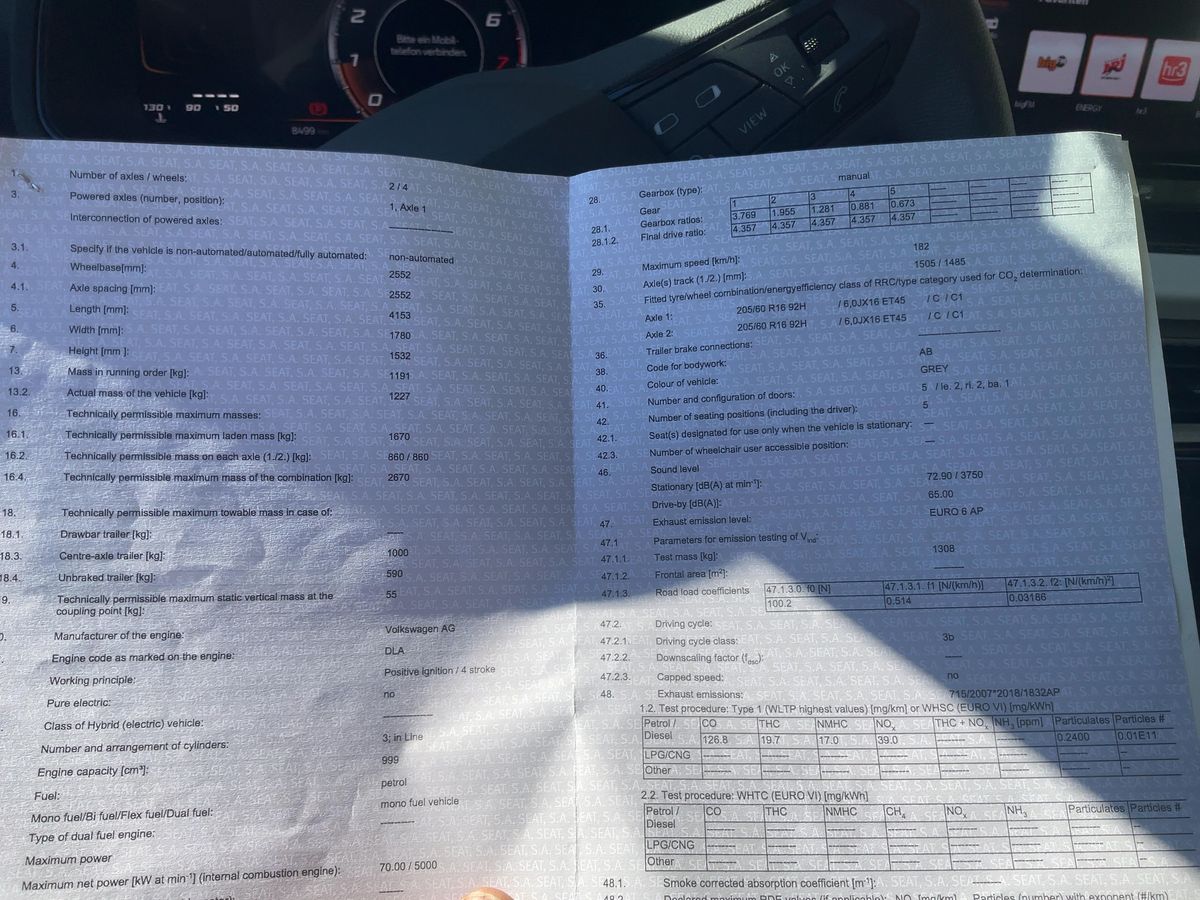 2
6
Bitte ein Mobil-
telefon verbinden.
1
7
0
130
90
50
8499 km
OK
VIEW
Favoriten
bigFM
ENERGY
hr3
hr3
Number of axles / wheels: 2 / 4
3. Powered axles (number, position): 1, Axle 1
Interconnection of powered axles:
3.1. Specify if the vehicle is non-automated/automated/fully automated: non-automated
4. Wheelbase[mm]: 2552
4.1. Axle spacing [mm]: 2552
5. Length [mm]: 4153
6. Width [mm]: 1780
7. Height [mm ]: 1532
13. Mass in running order [kg]: 1191
13.2. Actual mass of the vehicle [kg]: 1227
16. Technically permissible maximum masses:
16.1. Technically permissible maximum laden mass [kg]: 1670
16.2. Technically permissible mass on each axle (1./2.) [kg]: 860 / 860
16.4. Technically permissible maximum mass of the combination [kg]: 2670
18. Technically permissible maximum towable mass in case of:
18.1. Drawbar trailer [kg]: ----
18.3. Centre-axle trailer [kg]: 1000
18.4. Unbraked trailer [kg]: 590
9. Technically permissible maximum static vertical mass at the 55
coupling point [kg]:
Manufacturer of the engine: Volkswagen AG
Engine code as marked on the engine: DLA
Working principle: Positive ignition / 4 stroke
Pure electric: no
Class of Hybrid (electric) vehicle:
Number and arrangement of cylinders: 3; in Line
Engine capacity [cm³]: 999
Fuel: petrol
Mono fuel/Bi fuel/Flex fuel/Dual fuel: mono fuel vehicle
Type of dual fuel engine:
Maximum power
Maximum net power [kW at min⁻¹] (internal combustion engine): 70.00 / 5000
28. Gearbox (type): manual
Gear 1 2 3 4 5
28.1. Gearbox ratios: 3.769 1.955 1.281 0.881 0.673
28.1.2. Final drive ratio: 4.357 4.357 4.357 4.357 4.357
29. Maximum speed [km/h]: 182
30. Axle(s) track (1./2.) [mm]: 1505 / 1485
35. Fitted tyre/wheel combination/energyefficiency class of RRC/type category used for CO₂ determination:
Axle 1: 205/60 R16 92H / 6,0JX16 ET45 / C / C1
Axle 2: 205/60 R16 92H / 6,0JX16 ET45 / C / C1
36. Trailer brake connections:
38. Code for bodywork: AB
40. Colour of vehicle: GREY
41. Number and configuration of doors: 5 / le. 2, ri. 2, ba. 1
42. Number of seating positions (including the driver): 5
42.1. Seat(s) designated for use only when the vehicle is stationary: ---
42.3. Number of wheelchair user accessible position: ---
46. Sound level
Stationary [dB(A) at min⁻¹]: 72.90 / 3750
Drive-by [dB(A)]: 65.00
47. Exhaust emission level: EURO 6 AP
47.1 Parameters for emission testing of Vind:
47.1.1. Test mass [kg]: 1308
47.1.2. Frontal area [m²]:
47.1.3. Road load coefficients 47.1.3.0. f0 [N] 47.1.3.1. f1 [N/(km/h)] 47.1.3.2. f2: [N/(km/h)²]
100.2 0.514 0.03186
47.2. Driving cycle:
47.2.1. Driving cycle class: 3b
47.2.2. Downscaling factor (fdsc): ----
47.2.3. Capped speed: no
48. Exhaust emissions: 715/2007*2018/1832AP
1.2. Test procedure: Type 1 (WLTP highest values) [mg/km] or WHSC (EURO VI) [mg/kWh]
Petrol / CO THC NMHC NOx THC + NOx NH₃ [ppm] Particulates Particles #
Diesel 126.8 19.7 17.0 39.0 0.2400 0.01E11
LPG/CNG
Other
2.2. Test procedure: WHTC (EURO VI) [mg/kWh]
Petrol / CO THC NMHC CH₄ NOx NH₃ Particulates Particles #
Diesel
LPG/CNG
Other
48.1. Smoke corrected absorption coefficient [m⁻¹]:
48.2. Declared maximum RDE values (if applicable): NOx [mg/km] Particles (number) with exponent (#/km)